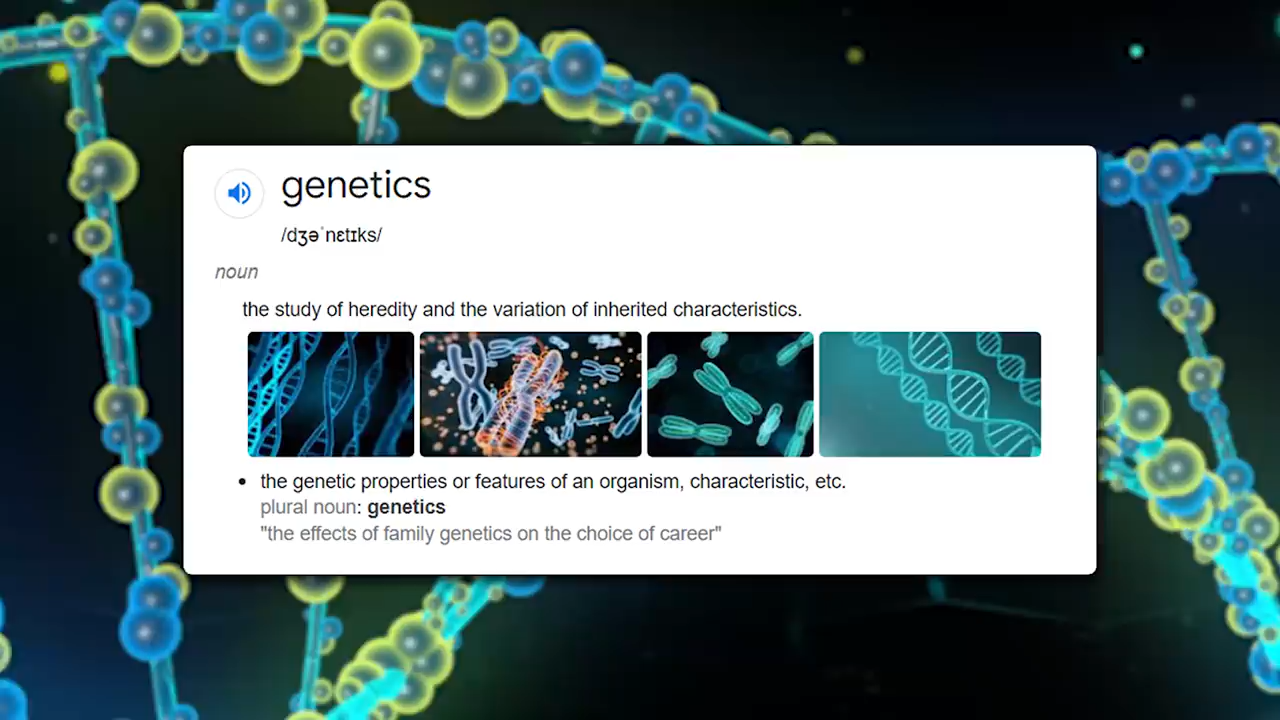 genetics
/dʒəˈnɛtɪks/
noun
the study of heredity and the variation of inherited characteristics.
• the genetic properties or features of an organism, characteristic, etc.
plural noun: genetics
"the effects of family genetics on the choice of career"